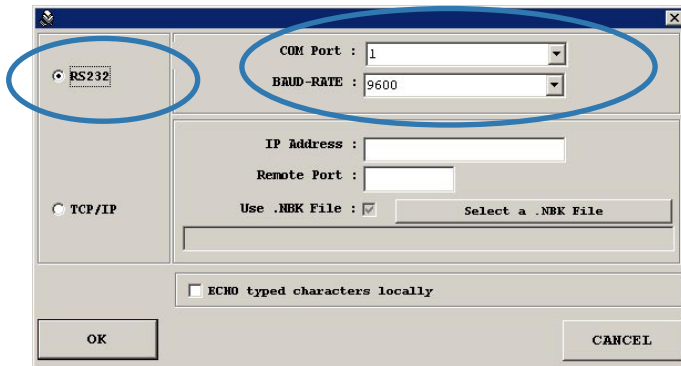 COM Port : 1
RS232
BAUD-RATE : 9600
IP Address :
Remote Port :
TCP/IP
Use .NBK File :
Select a .NBK File
ECHO typed characters locally
OK
CANCEL